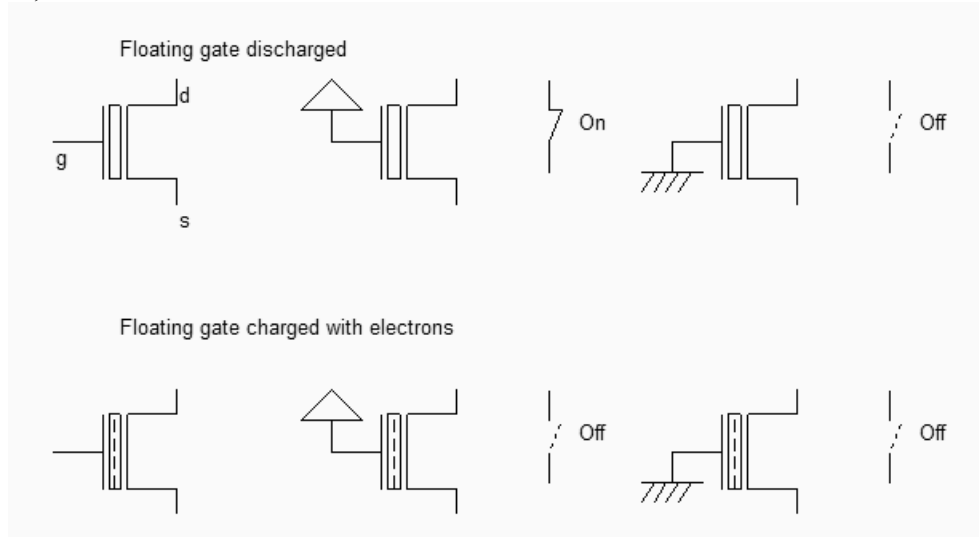 Floating gate discharged
d
On
Off
g
s
Floating gate charged with electrons
Off
Off